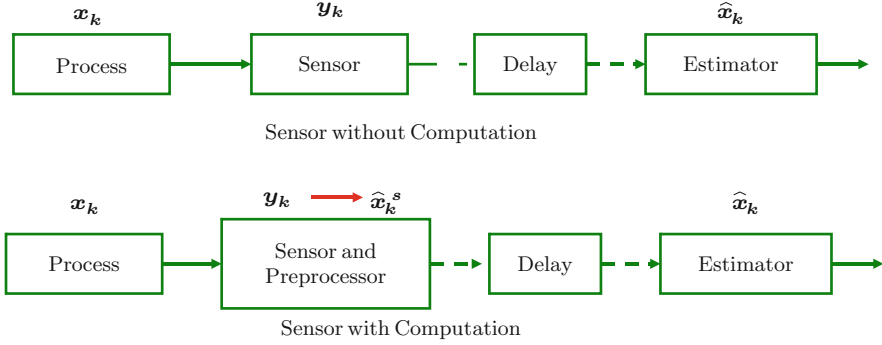 x_k y_k x̂_k
Process Sensor Delay Estimator
Sensor without Computation
x_k y_k x̂_k^s x̂_k
Process Sensor and Preprocessor Delay Estimator
Sensor with Computation